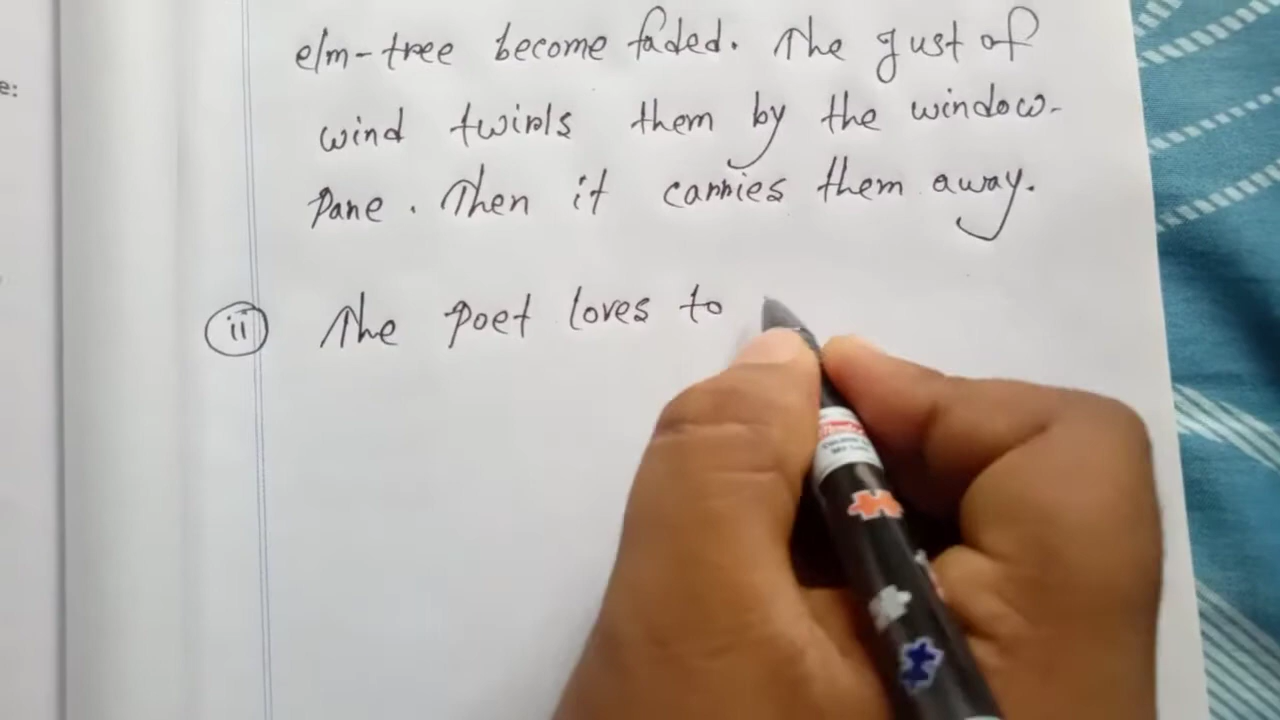 e:
elm-tree become faded. The gust of
wind twirls them by the window-
pane. Then it carries them away.
ii The poet loves to